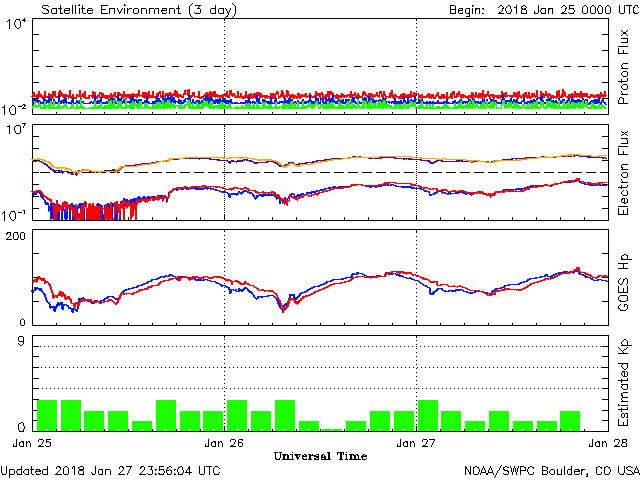 Satellite Environment (3 day)
Begin: 2018 Jan 25 0000 UTC
10^4
10^-2
Proton Flux
10^7
10^-1
Electron Flux
200
0
GOES Hp
9
0
Estimated Kp
Jan 25
Jan 26
Jan 27
Jan 28
Universal Time
Updated 2018 Jan 27 23:56:04 UTC
NOAA/SWPC Boulder, CO USA